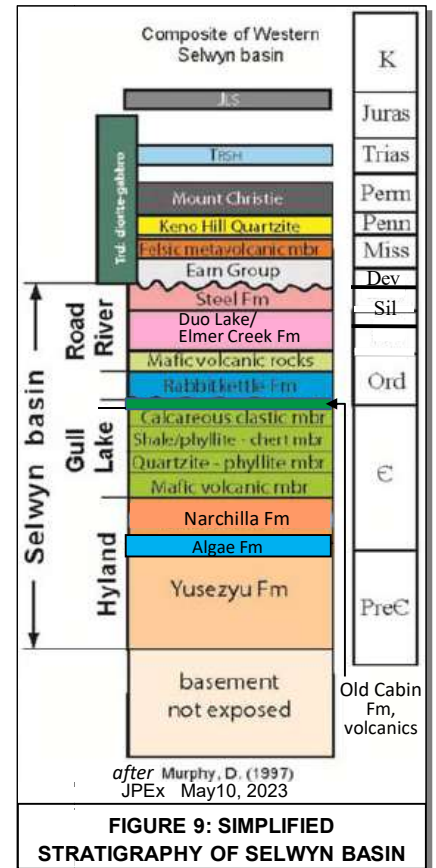 Composite of Western
Selwyn basin
K
JLS
Juras
TRSH
Trias
Trd: diorite-gabbro
Mount Christie
Perm
Keno Hill Quartzite
Penn
Felsic metavolcanic mbr
Miss
Earn Group
Dev
Steel Fm
Sil
Road
River
Duo Lake/
Elmer Creek Fm
Mafic volcanic rocks
Rabbitkettle Fm
Ord
Selwyn basin
Gull
Lake
Calcareous clastic mbr
Shale/phyllite - chert mbr
Є
Quartzite - phyllite mbr
Mafic volcanic mbr
Hyland
Narchilla Fm
Algae Fm
Yusezyu Fm
PreЄ
basement
not exposed
Old Cabin
Fm,
volcanics
after Murphy, D. (1997)
JPEx May10, 2023
FIGURE 9: SIMPLIFIED
STRATIGRAPHY OF SELWYN BASIN